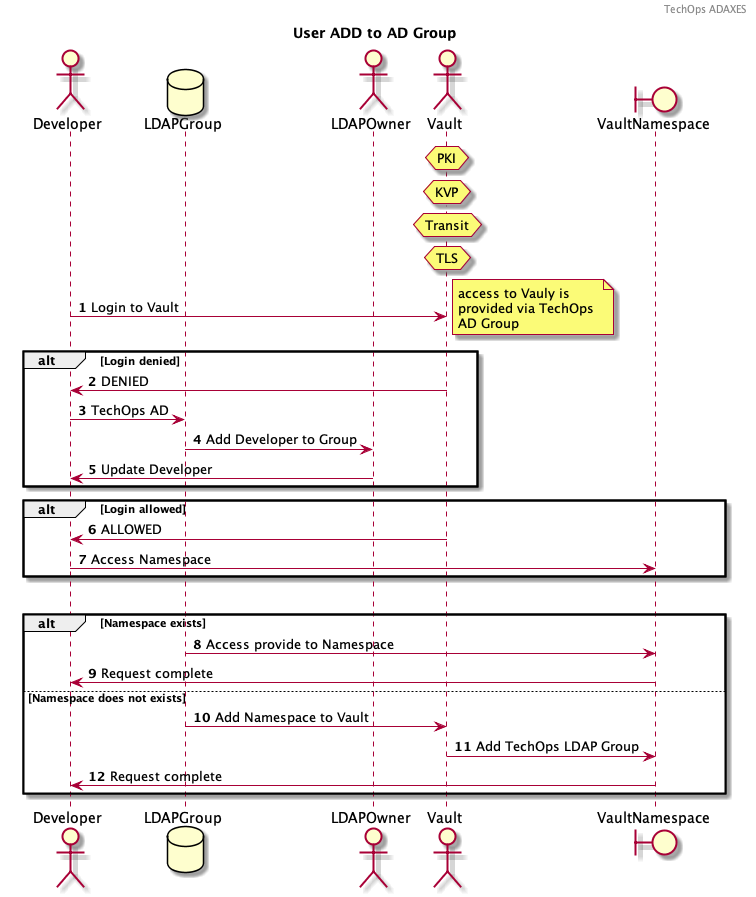 TechOps ADAXES
User ADD to AD Group
Developer
LDAPGroup
LDAPOwner
Vault
VaultNamespace
PKI
KVP
Transit
TLS
1 Login to Vault
access to Vauly is
provided via TechOps
AD Group
alt [Login denied]
2 DENIED
3 TechOps AD
4 Add Developer to Group
5 Update Developer
alt [Login allowed]
6 ALLOWED
7 Access Namespace
alt [Namespace exists]
8 Access provide to Namespace
9 Request complete
[Namespace does not exists]
10 Add Namespace to Vault
11 Add TechOps LDAP Group
12 Request complete
Developer
LDAPGroup
LDAPOwner
Vault
VaultNamespace